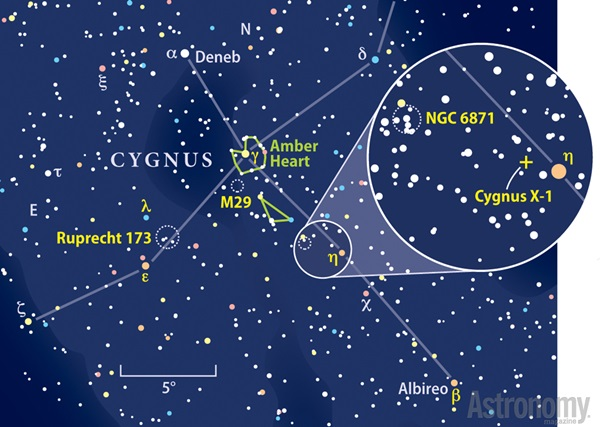 N
α
Deneb
δ
ξ
NGC 6871
γ
Amber
Heart
CYGNUS
η
Cygnus X-1
τ
M29
E
λ
Ruprecht 173
η
ε
χ
ζ
5°
Albireo
β
Astronomy.
magazine